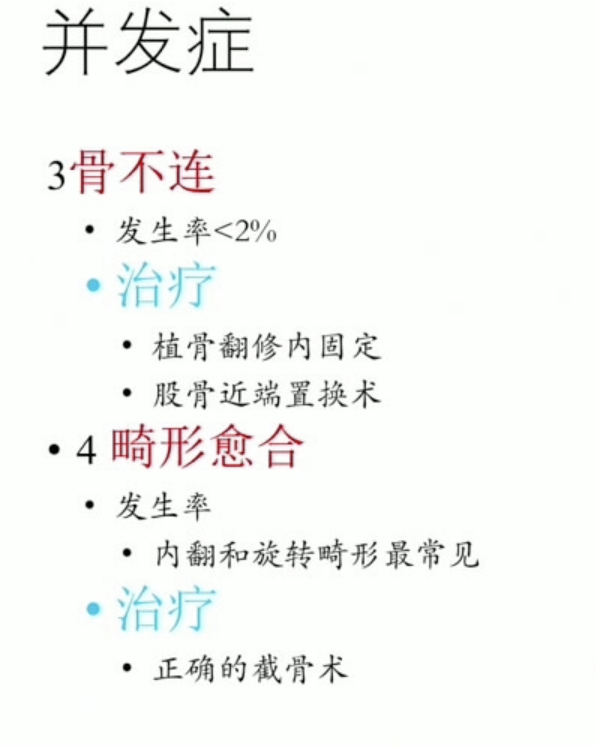 并发症
3骨不连
• 发生率<2%
• 治疗
• 植骨翻修内固定
• 股骨近端置换术
• 4 畸形愈合
• 发生率
• 内翻和旋转畸形最常见
• 治疗
• 正确的截骨术